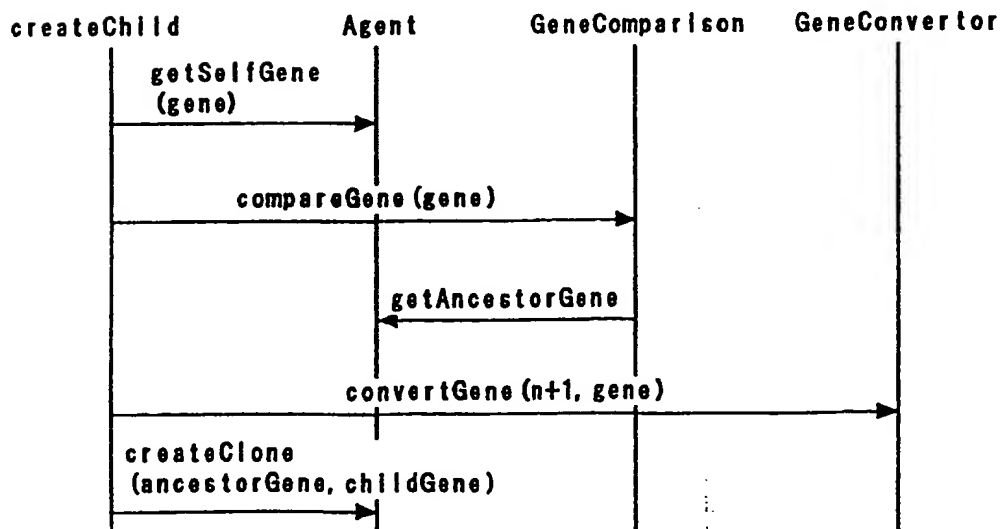 createChild Agent GeneComparison GeneConvertor
getSelfGene
(gene)
compareGene (gene)
getAncestorGene
convertGene (n+1, gene)
createClone
(ancestorGene, childGene)